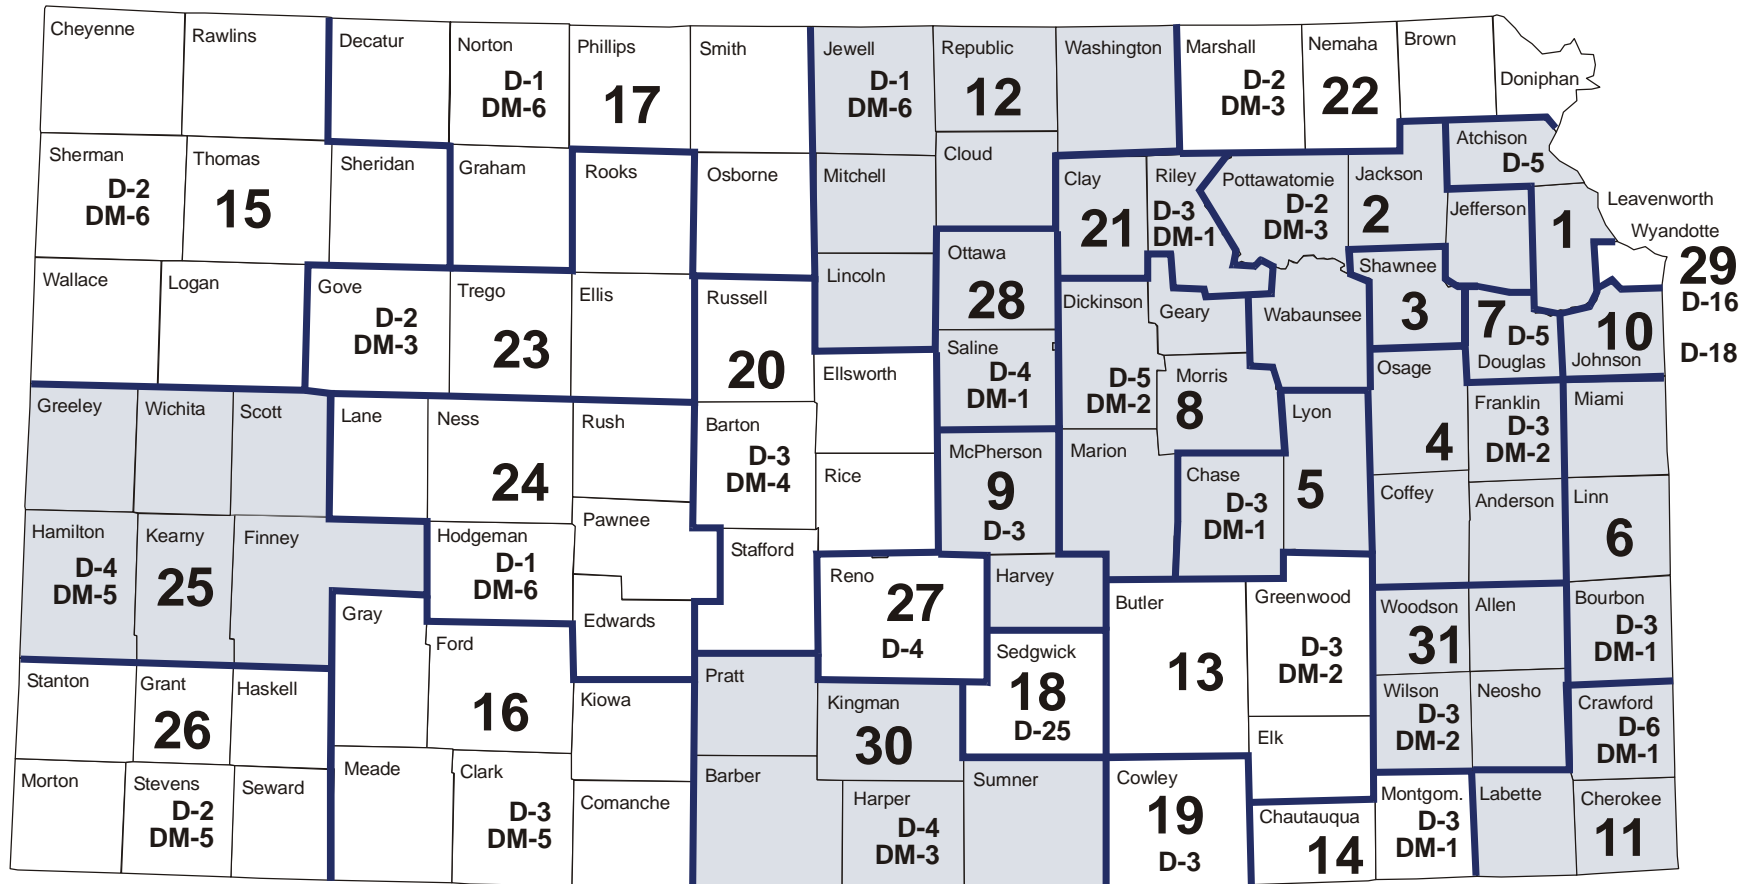 Cheyenne
Rawlins
Decatur
Norton
D-1
DM-6
Phillips
17
Smith
Jewell
D-1
DM-6
Republic
12
Washington
Marshall
D-2
DM-3
Nemaha
22
Brown
Doniphan
Sherman
D-2
DM-6
Thomas
15
Sheridan
Graham
Rooks
Osborne
Mitchell
Cloud
Clay
21
Riley
D-3
DM-1
Pottawatomie
D-2
DM-3
Jackson
2
Atchison
D-5
Jefferson
1
Leavenworth
Wyandotte
29
D-16
Wallace
Logan
Gove
D-2
DM-3
Trego
23
Ellis
Russell
20
Lincoln
Ottawa
28
Dickinson
D-5
DM-2
Geary
Wabaunsee
Shawnee
3
7
D-5
Douglas
10
Johnson
D-18
Saline
D-4
DM-1
Ellsworth
Morris
8
Osage
4
Greeley
Wichita
Scott
Lane
Ness
24
Rush
Barton
D-3
DM-4
Rice
McPherson
9
D-3
Marion
Chase
D-3
DM-1
Lyon
5
Franklin
D-3
DM-2
Miami
Coffey
Anderson
Linn
6
Hamilton
D-4
DM-5
Kearny
25
Finney
Hodgeman
D-1
DM-6
Pawnee
Stafford
Reno
27
D-4
Harvey
Butler
13
Greenwood
D-3
DM-2
Woodson
31
Allen
Bourbon
D-3
DM-1
Gray
Ford
16
Edwards
Sedgwick
18
D-25
Stanton
Grant
26
Haskell
Kiowa
Pratt
Kingman
30
Wilson
D-3
DM-2
Neosho
Crawford
D-6
DM-1
Elk
Morton
Stevens
D-2
DM-5
Seward
Meade
Clark
D-3
DM-5
Comanche
Barber
Harper
D-4
DM-3
Sumner
Cowley
19
D-3
Chautauqua
14
Montgom.
D-3
DM-1
Labette
Cherokee
11